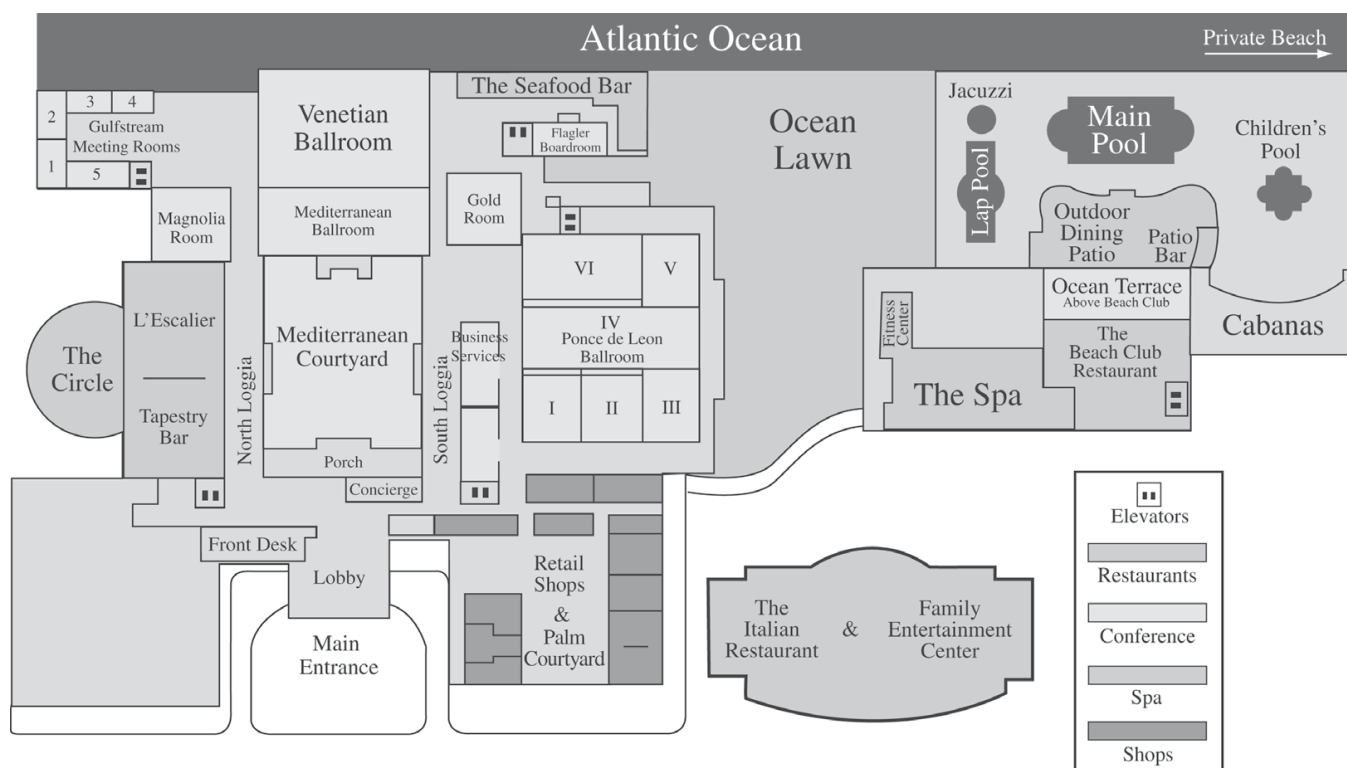 Atlantic Ocean
Private Beach
2
3
4
Gulfstream
Meeting Rooms
1
5
Magnolia
Room
Venetian
Ballroom
Mediterranean
Ballroom
The Seafood Bar
Flagler
Boardroom
Gold
Room
Ocean
Lawn
Jacuzzi
Lap Pool
Main
Pool
Children's
Pool
Outdoor
Dining
Patio
Patio
Bar
Ocean Terrace
Above Beach Club
Cabanas
The
Beach Club
Restaurant
Fitness
Center
The Spa
VI
V
IV
Ponce de Leon
Ballroom
I
II
III
Business
Services
South Loggia
Mediterranean
Courtyard
North Loggia
L'Escalier
Tapestry
Bar
The
Circle
Porch
Concierge
Front Desk
Lobby
Main
Entrance
Retail
Shops
&
Palm
Courtyard
The
Italian
Restaurant
&
Family
Entertainment
Center
Elevators
Restaurants
Conference
Spa
Shops